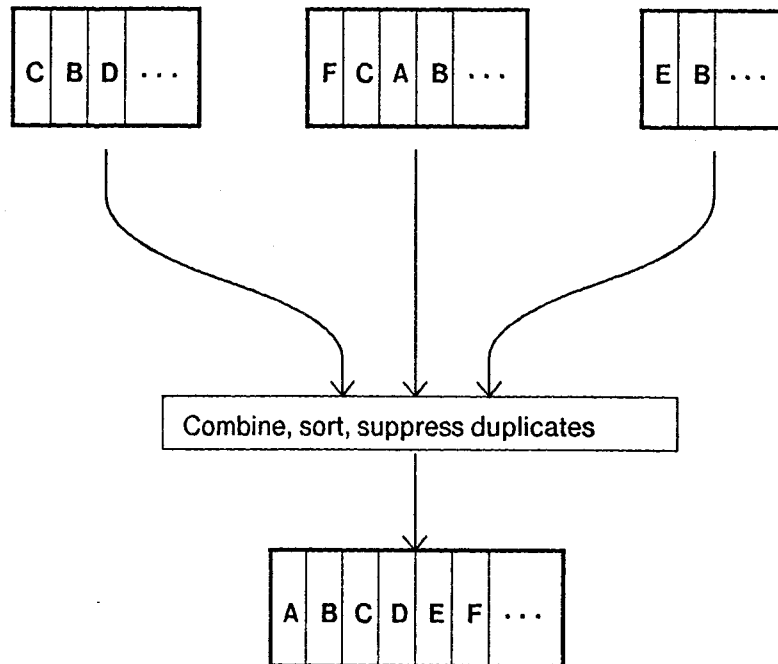 C B D ...
F C A B ...
E B ...
Combine, sort, suppress duplicates
A B C D E F ...